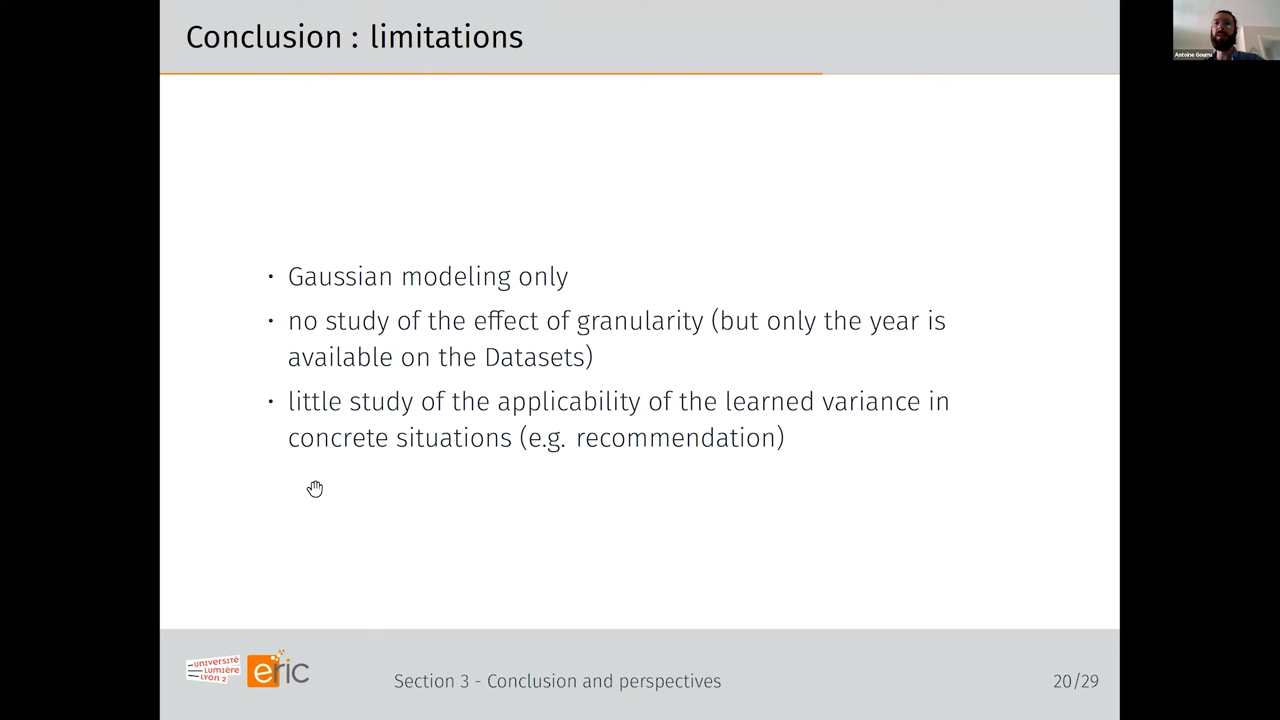 Conclusion : limitations
Antoine Gourru
• Gaussian modeling only
• no study of the effect of granularity (but only the year is
available on the Datasets)
• little study of the applicability of the learned variance in
concrete situations (e.g. recommendation)
UNIVERSITÉ
LUMIÈRE
LYON 2
eric
Section 3 - Conclusion and perspectives
20/29